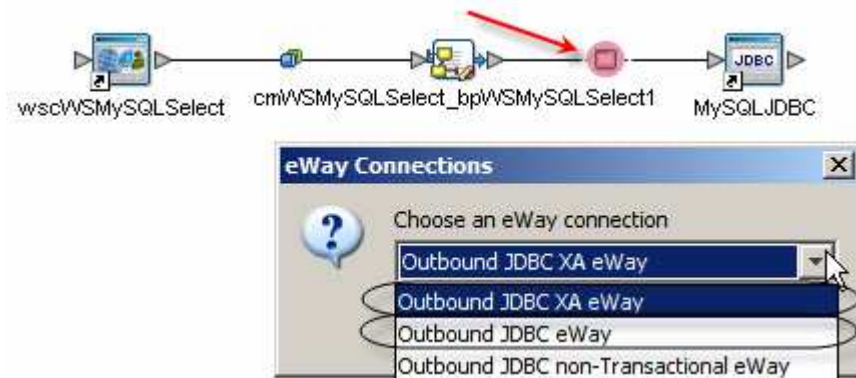 JDBC
wscWSMySQLSelect
cmWSMySQLSelect_bpWSMySQLSelect1
MySQLJDBC
eWay Connections
Choose an eWay connection
Outbound JDBC XA eWay
Outbound JDBC XA eWay
Outbound JDBC eWay
Outbound JDBC non-Transactional eWay